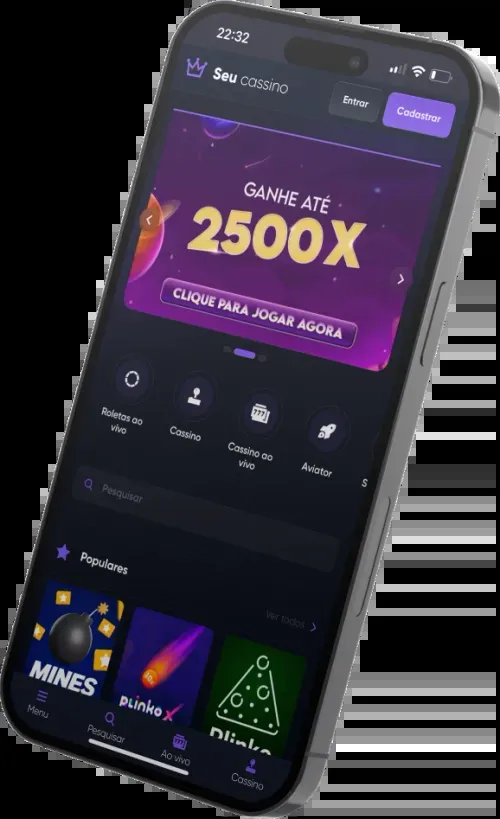 22:32
Seu cassino
Entrar
Cadastrar
GANHE ATÉ
2500X
CLIQUE PARA JOGAR AGORA
Roletas ao
vivo
Cassino
Cassino ao
vivo
Aviator
S
Pesquisar
Populares
Ver todos
MINES
PLINKO X
Plinko
Menu
Pesquisar
Ao vivo
Cassino